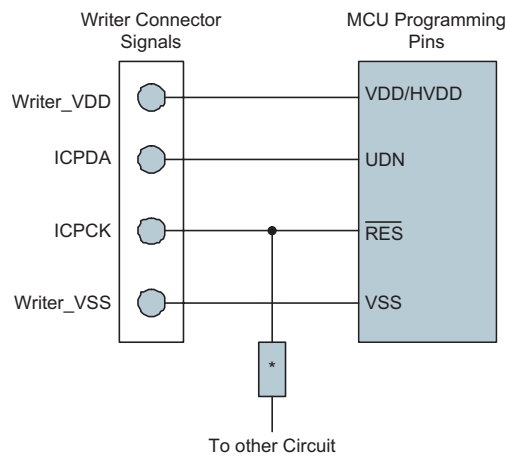 Writer Connector
Signals
MCU Programming
Pins
Writer_VDD
VDD/HVDD
ICPDA
UDN
ICPCK
RES
Writer_VSS
VSS
*
To other Circuit